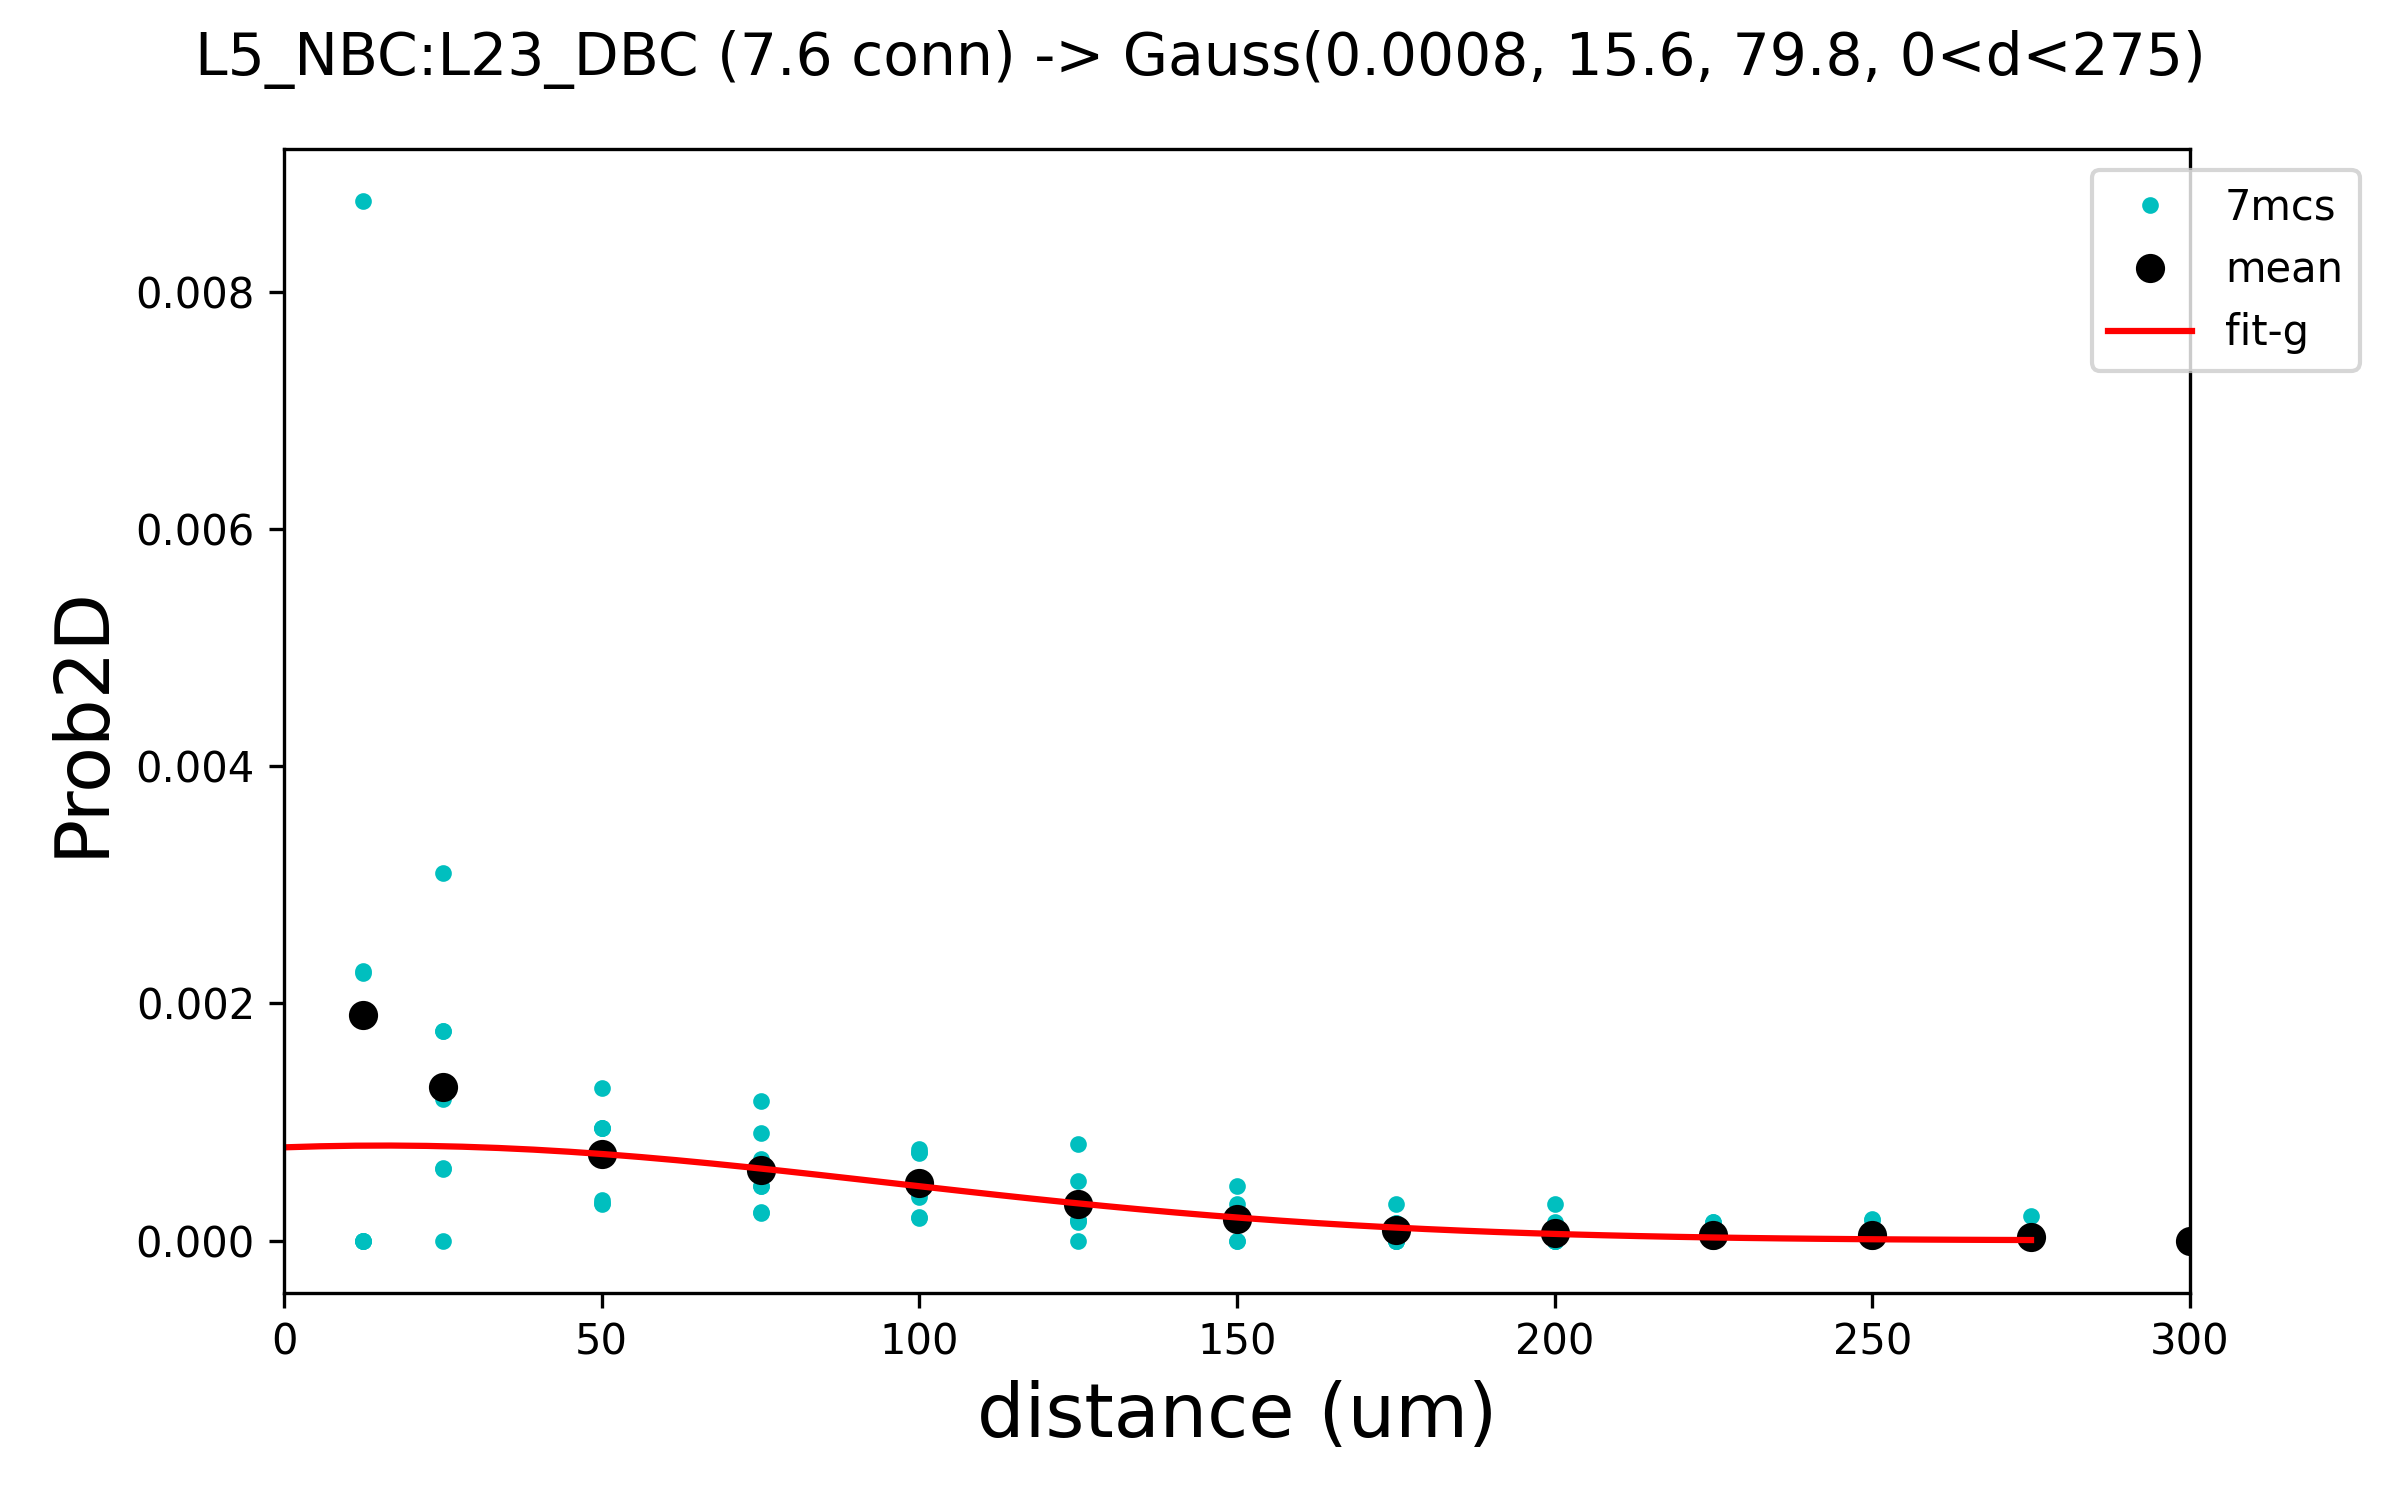 L5_NBC:L23_DBC (7.6 conn) -> Gauss(0.0008, 15.6, 79.8, 0<d<275)
7mcs
mean
fit-g
0.008
0.006
0.004
0.002
0.000
Prob2D
0 50 100 150 200 250 300
distance (um)